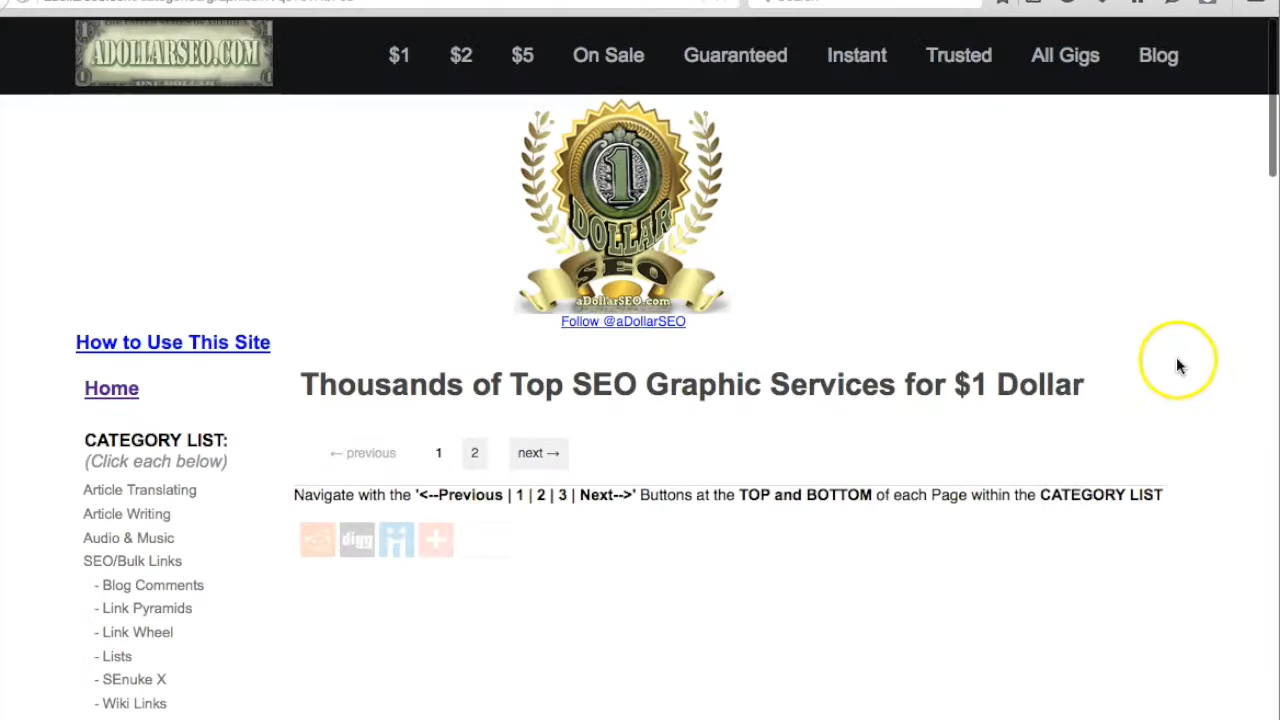 ADOLLARSEO.COM
$1 $2 $5 On Sale Guaranteed Instant Trusted All Gigs Blog
1
DOLLAR
SEO
aDollarSEO.com
Follow @aDollarSEO
How to Use This Site
Home
Thousands of Top SEO Graphic Services for $1 Dollar
CATEGORY LIST:
(Click each below)
← previous 1 2 next →
Navigate with the '<--Previous | 1 | 2 | 3 | Next-->' Buttons at the TOP and BOTTOM of each Page within the CATEGORY LIST
digg
Article Translating
Article Writing
Audio & Music
SEO/Bulk Links
- Blog Comments
- Link Pyramids
- Link Wheel
- Lists
- SEnuke X
- Wiki Links